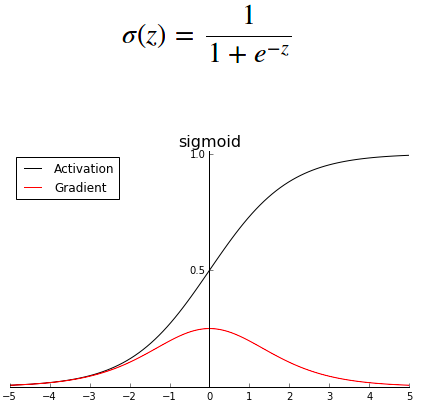 σ(z) = 1 / (1 + e^{-z})
sigmoid
1.0
Activation
Gradient
0.5
−5 −4 −3 −2 −1 0 1 2 3 4 5